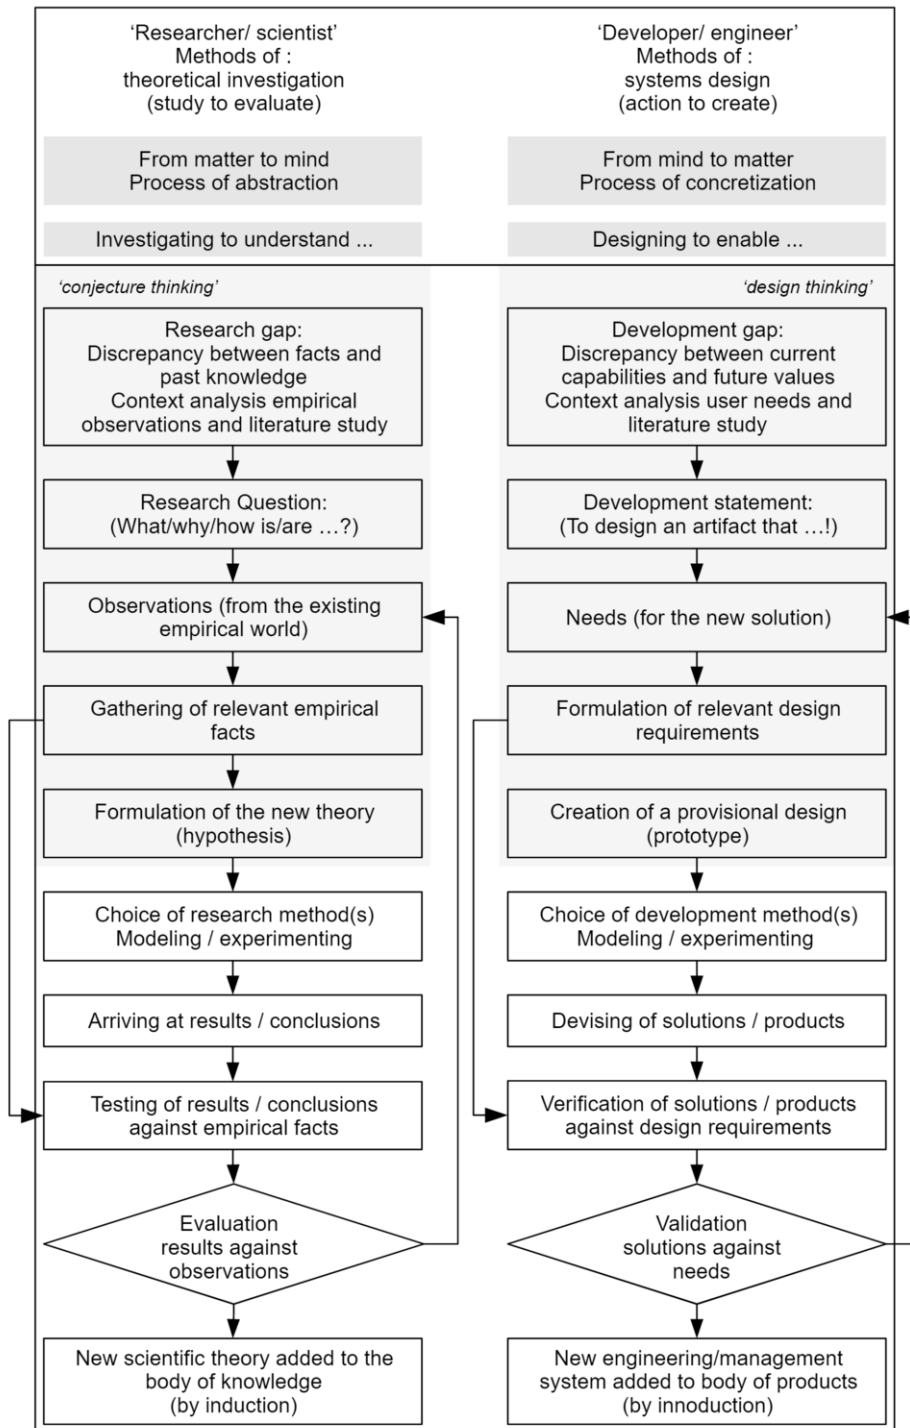 ‘Researcher/ scientist’
Methods of :
theoretical investigation
(study to evaluate)
From matter to mind
Process of abstraction
Investigating to understand ...
‘Developer/ engineer’
Methods of :
systems design
(action to create)
From mind to matter
Process of concretization
Designing to enable ...
‘conjecture thinking’
Research gap:
Discrepancy between facts and
past knowledge
Context analysis empirical
observations and literature study
Research Question:
(What/why/how is/are …?)
Observations (from the existing
empirical world)
Gathering of relevant empirical
facts
Formulation of the new theory
(hypothesis)
Choice of research method(s)
Modeling / experimenting
Arriving at results / conclusions
Testing of results / conclusions
against empirical facts
Evaluation
results against
observations
New scientific theory added to the
body of knowledge
(by induction)
‘design thinking’
Development gap:
Discrepancy between current
capabilities and future values
Context analysis user needs and
literature study
Development statement:
(To design an artifact that …!)
Needs (for the new solution)
Formulation of relevant design
requirements
Creation of a provisional design
(prototype)
Choice of development method(s)
Modeling / experimenting
Devising of solutions / products
Verification of solutions / products
against design requirements
Validation
solutions against
needs
New engineering/management
system added to body of products
(by innoduction)